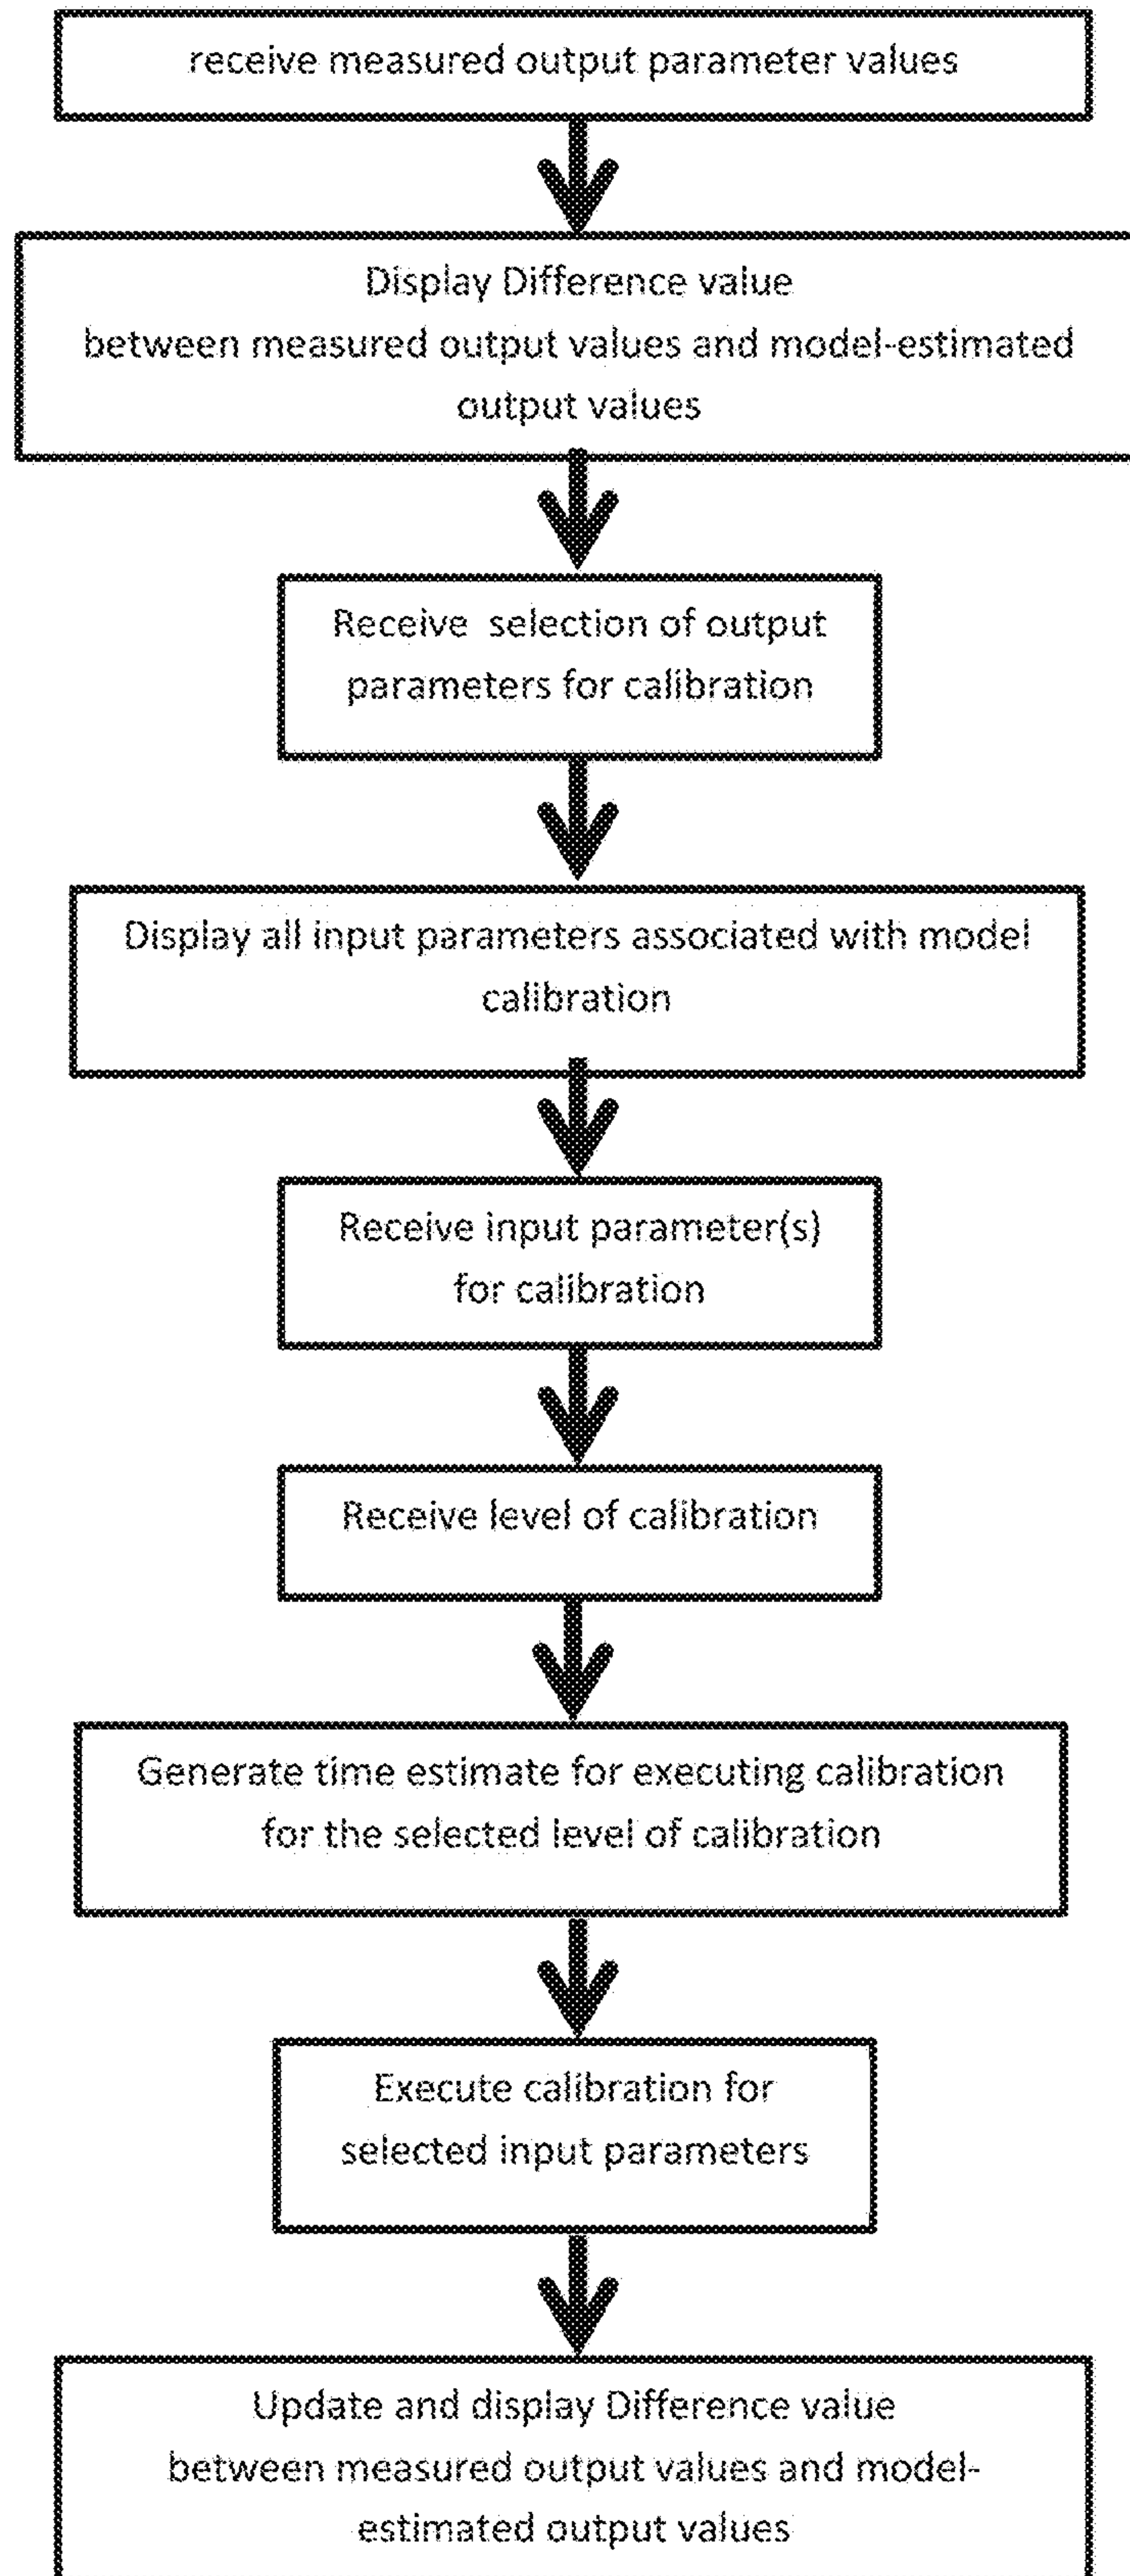 receive measured output parameter values
Display Difference value
between measured output values and model-estimated
output values
Receive selection of output
parameters for calibration
Display all input parameters associated with model
calibration
Receive input parameter(s)
for calibration
Receive level of calibration
Generate time estimate for executing calibration
for the selected level of calibration
Execute calibration for
selected input parameters
Update and display Difference value
between measured output values and model-
estimated output values